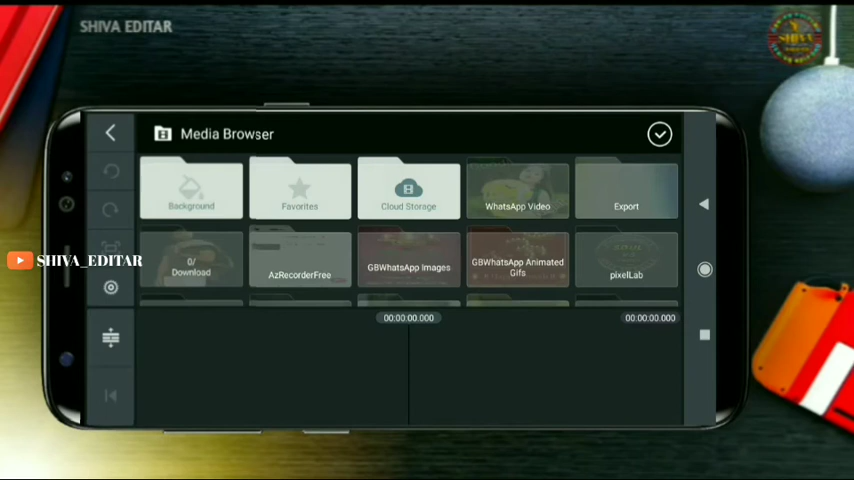 SHIVA EDITAR
SHIVA
Media Browser
Background
Favorites
Cloud Storage
WhatsApp Video
Export
0/
Download
AzRecorderFree
GBWhatsApp Images
GBWhatsApp Animated
Gifs
pixelLab
SHIVA_EDITAR
00:00:00.000
00:00:00.000